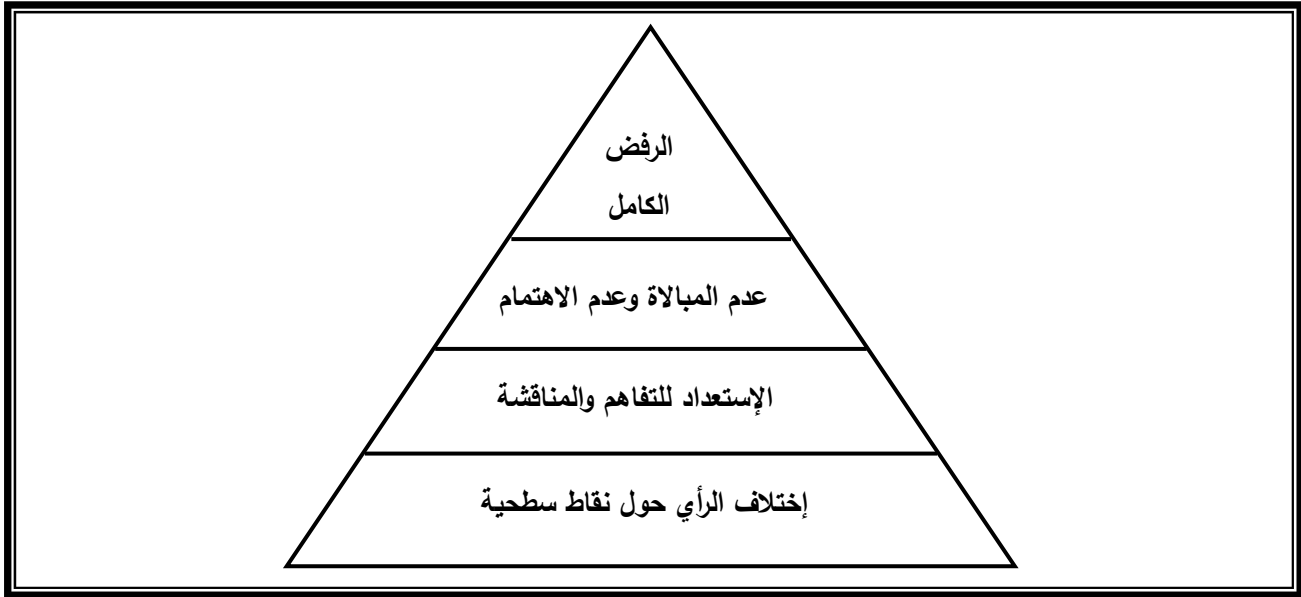 الرفض
الكامل
عدم المبالاة وعدم الاهتمام
الإستعداد للتفاهم والمناقشة
إختلاف الرأي حول نقاط سطحية